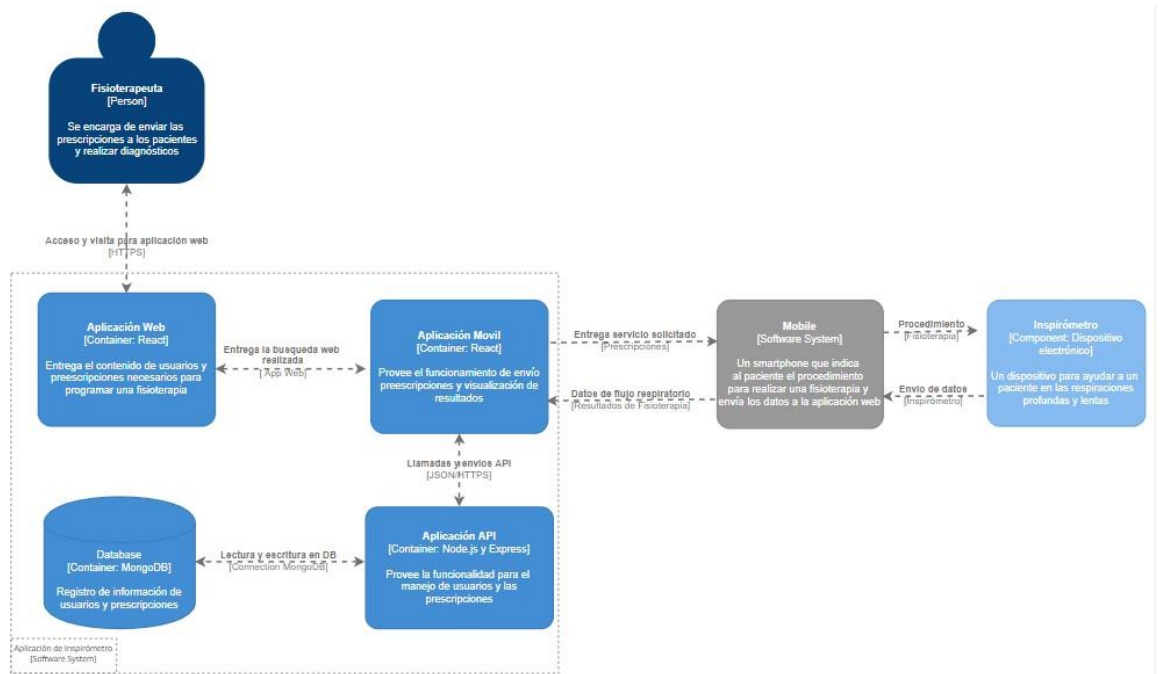 Fisioterapeuta
[Person]
Se encarga de enviar las
prescripciones a los pacientes
y realizar diagnósticos
Acceso y visita para aplicación web
[HTTPS]
Aplicación Web
[Container: React]
Entrega el contenido de usuarios y
preescripciones necesarios para
programar una fisioterapia
Entrega la busqueda web
realizada
[ App Web]
Aplicación Movil
[Container: React]
Provee el funcionamiento de envío
preescripciones y visualización de
resultados
Entrega servicio solicitado
[Prescripciones]
Datos de flujo respiratorio
[Resultados de Fisioterapia]
Mobile
[Software System]
Un smartphone que indica
al paciente el procedimiento
para realizar una fisioterapia y
envía los datos a la aplicación web
Procedimiento
[Fisioterapia]
Envio de datos
[Inspirómetro]
Inspirómetro
[Component: Dispositivo
electrónico]
Un dispositivo para ayudar a un
paciente en las respiraciones
profundas y lentas
Llamadas y envios API
[JSON/HTTPS]
Database
[Container: MongoDB]
Registro de información de
usuarios y prescripciones
Lectura y escritura en DB
[Connection MongoDB]
Aplicación API
[Container: Node.js y Express]
Provee la funcionalidad para el
manejo de usuarios y las
prescripciones
Aplicación de Inspirómetro
[Software System]